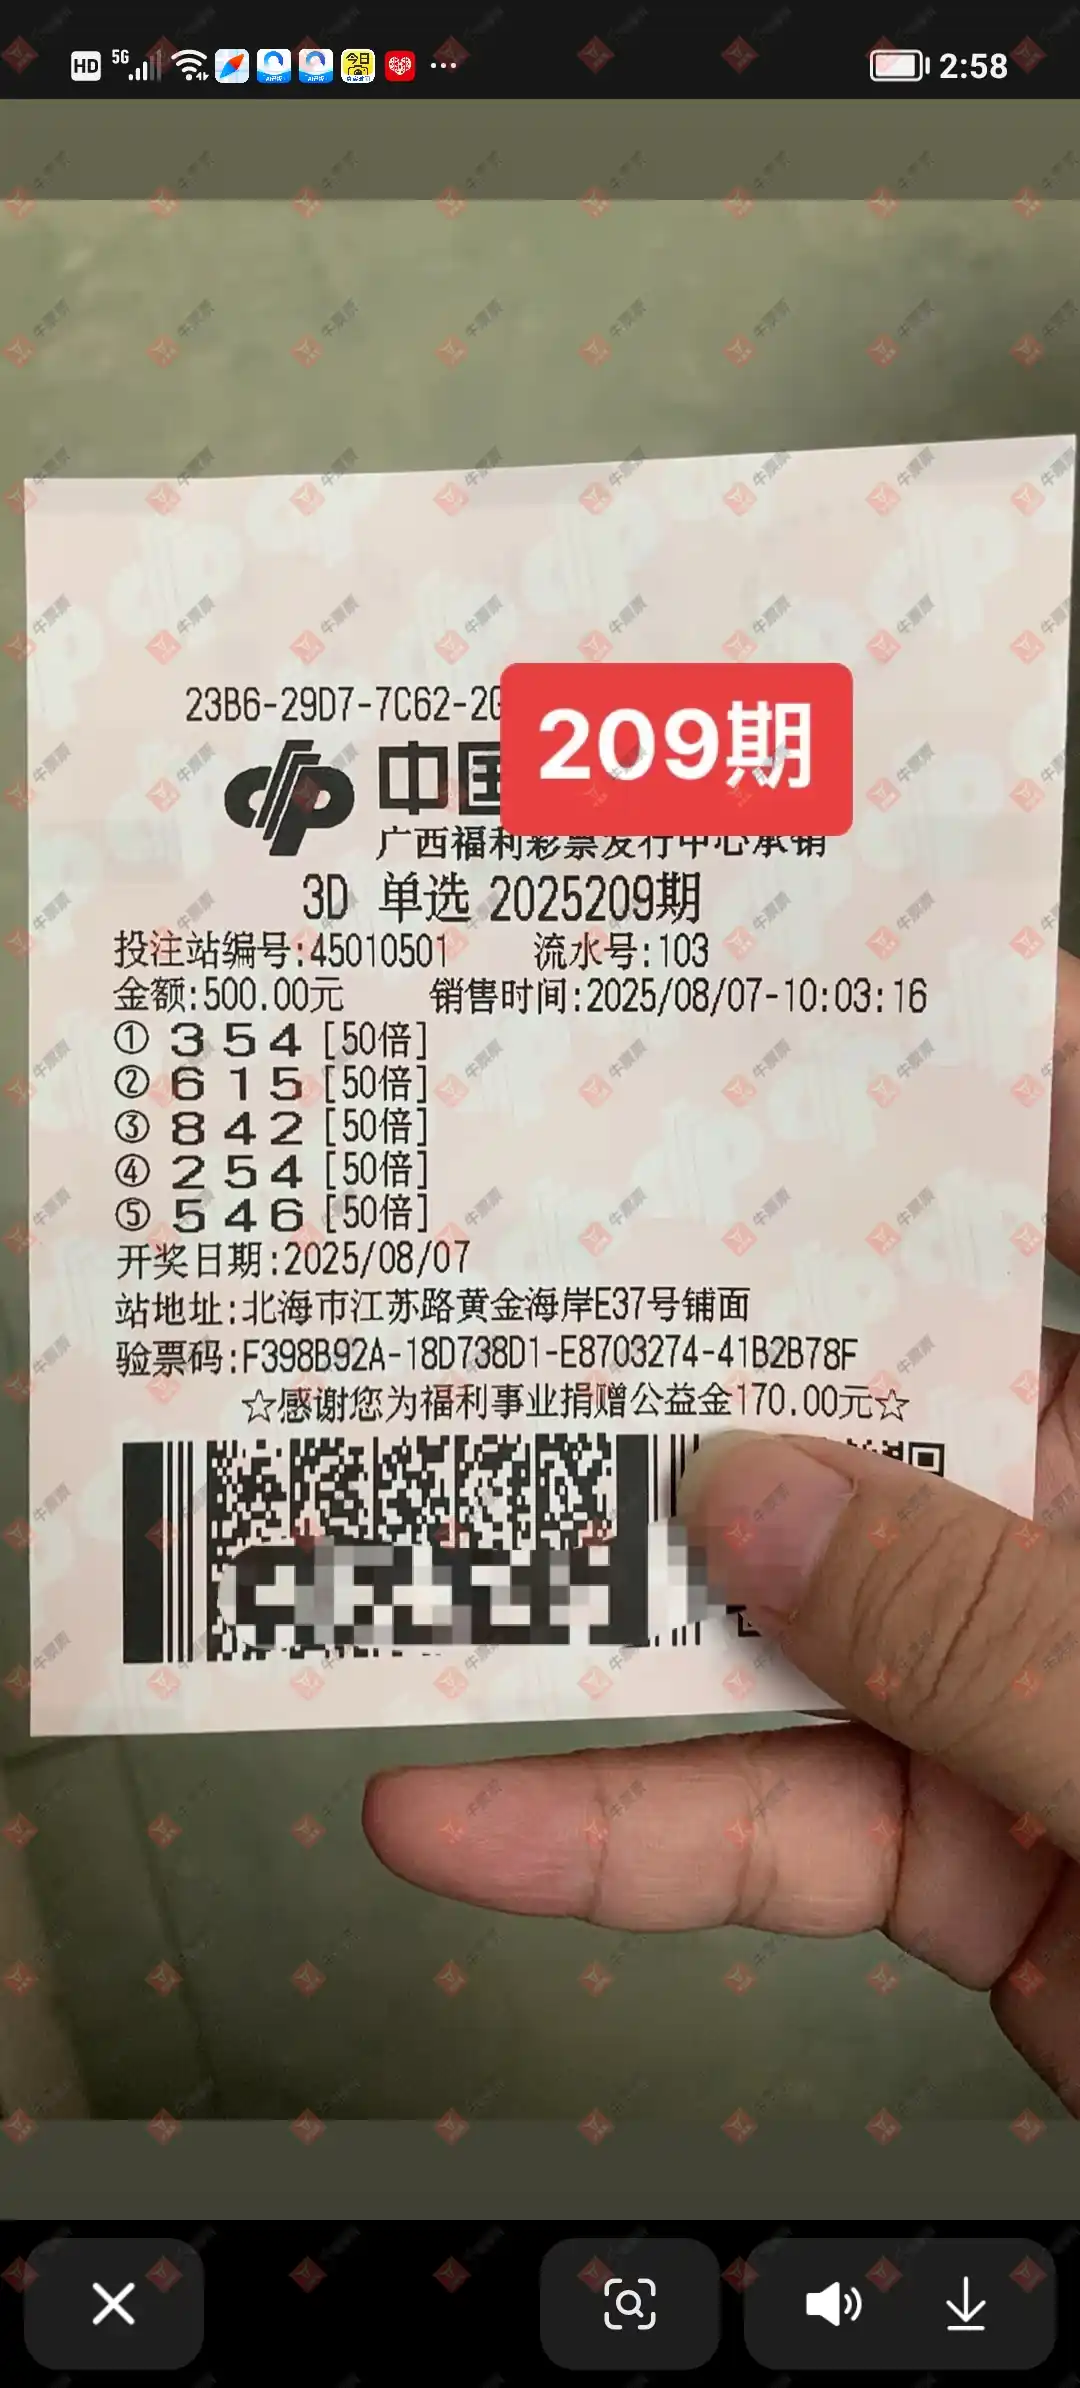 HD 5G 今日 2:58
23B6-29D7-7C62-2
209期
中国
广西福利彩票发行中心承销
3D 单选 2025209期
投注站编号:45010501 流水号:103
金额:500.00元 销售时间:2025/08/07-10:03:16
① 3 5 4 [50倍]
② 6 1 5 [50倍]
③ 8 4 2 [50倍]
④ 2 5 4 [50倍]
⑤ 5 4 6 [50倍]
开奖日期:2025/08/07
站地址:北海市江苏路黄金海岸E37号铺面
验票码:F398B92A-18D738D1-E8703274-41B2B78F
☆感谢您为福利事业捐赠公益金170.00元☆
牛票票